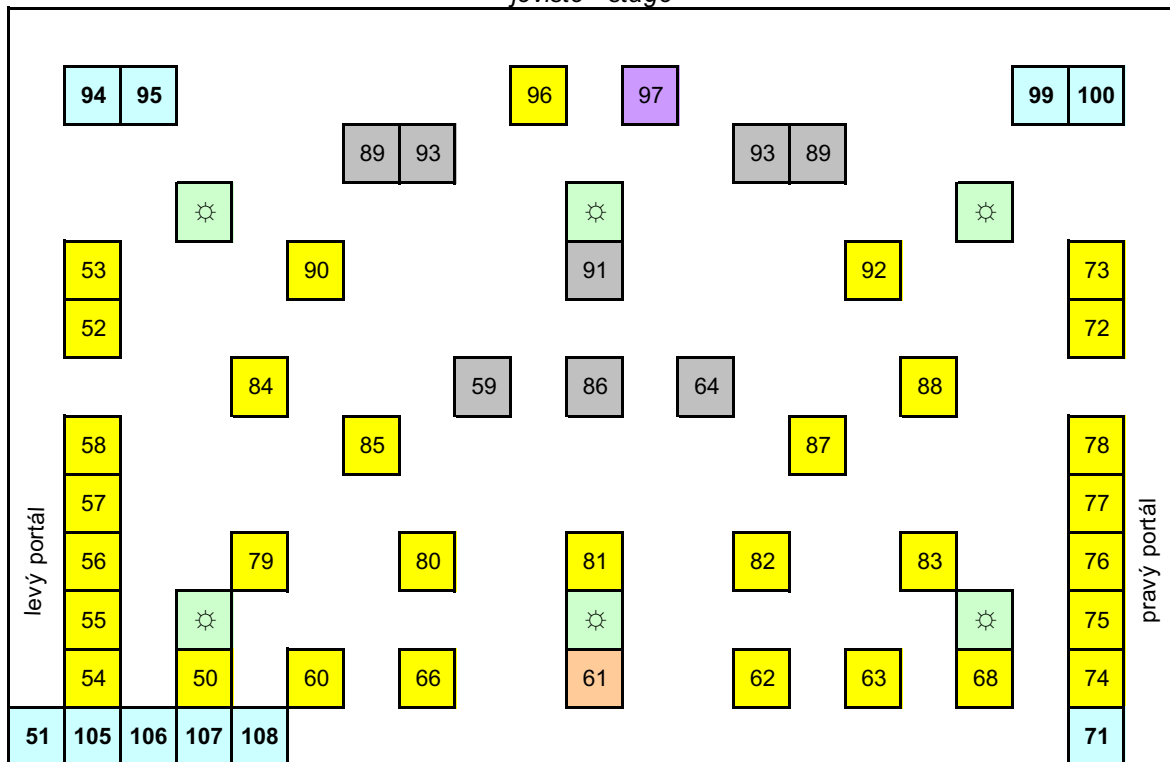 94 95 96 97 99 100
89 93 93 89
☼ ☼ ☼
53 90 91 92 73
52 72
84 59 86 64 88
58 85 87 78
57 77
levý portál
pravý portál
56 79 80 81 82 83 76
55 ☼ ☼ ☼ 75
54 50 60 66 61 62 63 68 74
51 105 106 107 108 71